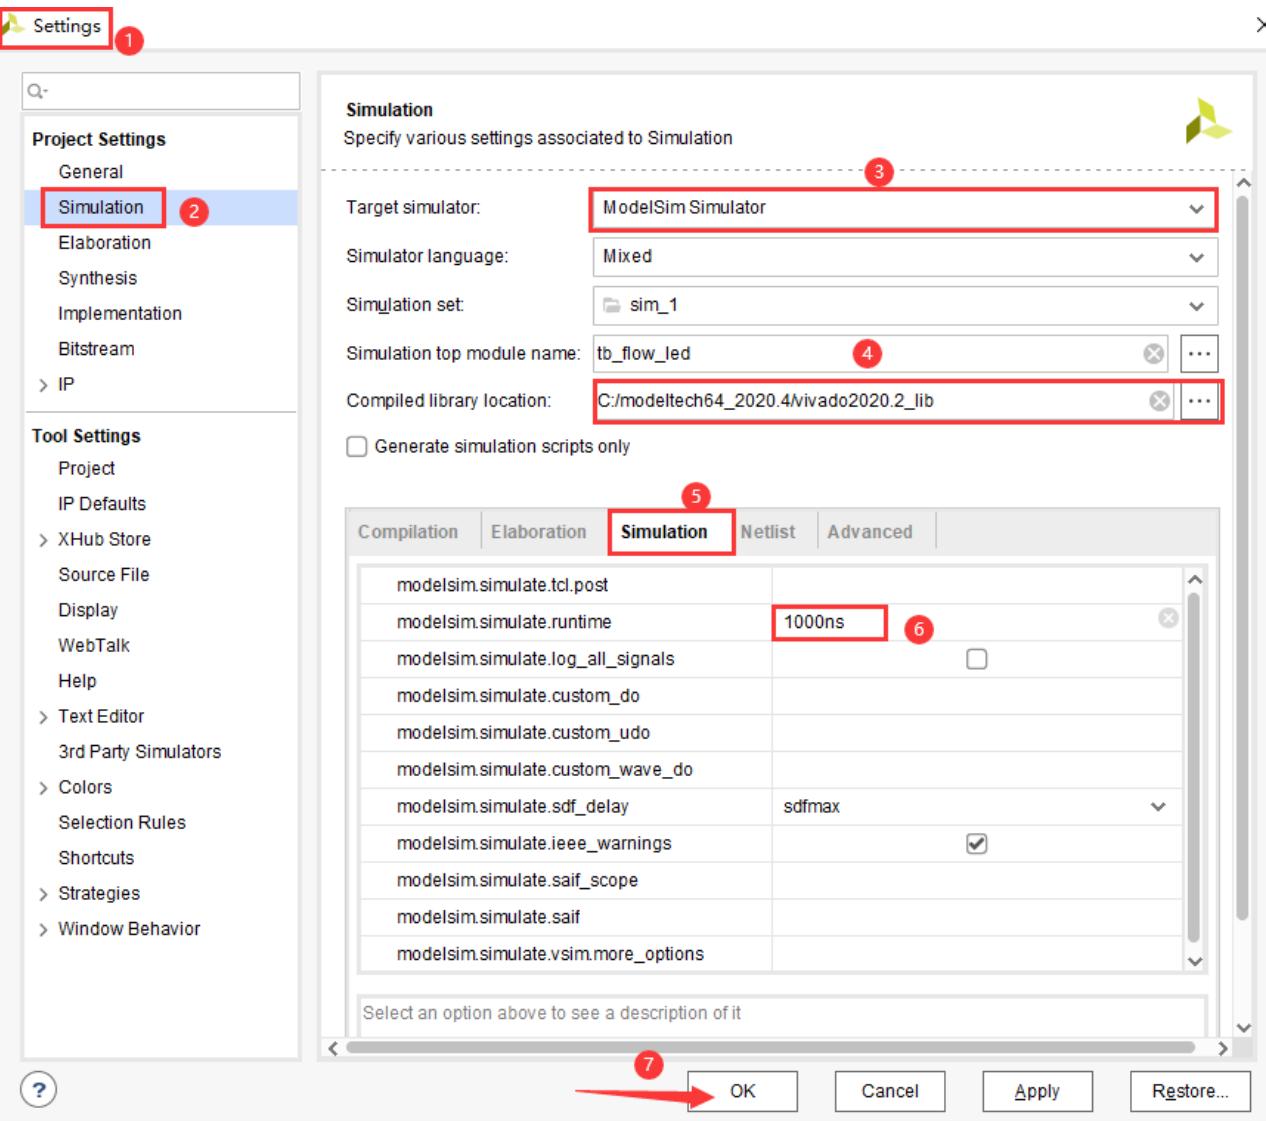 Settings
1
Project Settings
General
Simulation
2
Elaboration
Synthesis
Implementation
Bitstream
IP
Tool Settings
Project
IP Defaults
XHub Store
Source File
Display
WebTalk
Help
Text Editor
3rd Party Simulators
Colors
Selection Rules
Shortcuts
Strategies
Window Behavior
Simulation
Specify various settings associated to Simulation
3
Target simulator: ModelSim Simulator
Simulator language: Mixed
Simulation set: sim_1
Simulation top module name: tb_flow_led 4 ...
Compiled library location: C:/modeltech64_2020.4/vivado2020.2_lib ...
Generate simulation scripts only
5
Compilation Elaboration Simulation Netlist Advanced
modelsim.simulate.tcl.post
modelsim.simulate.runtime 1000ns 6
modelsim.simulate.log_all_signals
modelsim.simulate.custom_do
modelsim.simulate.custom_udo
modelsim.simulate.custom_wave_do
modelsim.simulate.sdf_delay sdfmax
modelsim.simulate.ieee_warnings
modelsim.simulate.saif_scope
modelsim.simulate.saif
modelsim.simulate.vsim.more_options
Select an option above to see a description of it
7
? OK Cancel Apply Restore...